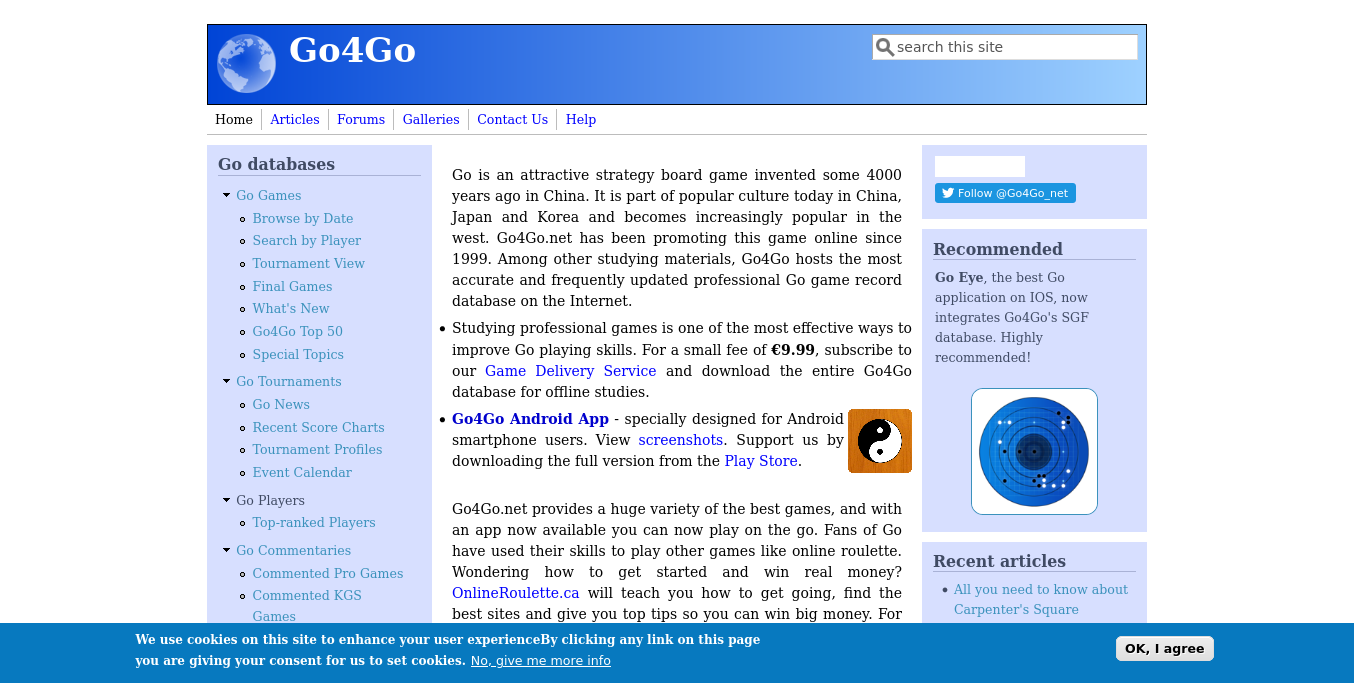 Go4Go
search this site
Home
Articles
Forums
Galleries
Contact Us
Help
Go databases
Go Games
Browse by Date
Search by Player
Tournament View
Final Games
What's New
Go4Go Top 50
Special Topics
Go Tournaments
Go News
Recent Score Charts
Tournament Profiles
Event Calendar
Go Players
Top-ranked Players
Go Commentaries
Commented Pro Games
Commented KGS
Games
Go is an attractive strategy board game invented some 4000
years ago in China. It is part of popular culture today in China,
Japan and Korea and becomes increasingly popular in the
west. Go4Go.net has been promoting this game online since
1999. Among other studying materials, Go4Go hosts the most
accurate and frequently updated professional Go game record
database on the Internet.
Studying professional games is one of the most effective ways to
improve Go playing skills. For a small fee of €9.99, subscribe to
our Game Delivery Service and download the entire Go4Go
database for offline studies.
Go4Go Android App - specially designed for Android
smartphone users. View screenshots. Support us by
downloading the full version from the Play Store.
Go4Go.net provides a huge variety of the best games, and with
an app now available you can now play on the go. Fans of Go
have used their skills to play other games like online roulette.
Wondering how to get started and win real money?
OnlineRoulette.ca will teach you how to get going, find the
best sites and give you top tips so you can win big money. For
Follow @Go4Go_net
Recommended
Go Eye, the best Go
application on IOS, now
integrates Go4Go's SGF
database. Highly
recommended!
Recent articles
All you need to know about
Carpenter's Square
We use cookies on this site to enhance your user experienceBy clicking any link on this page
you are giving your consent for us to set cookies. No, give me more info
OK, I agree